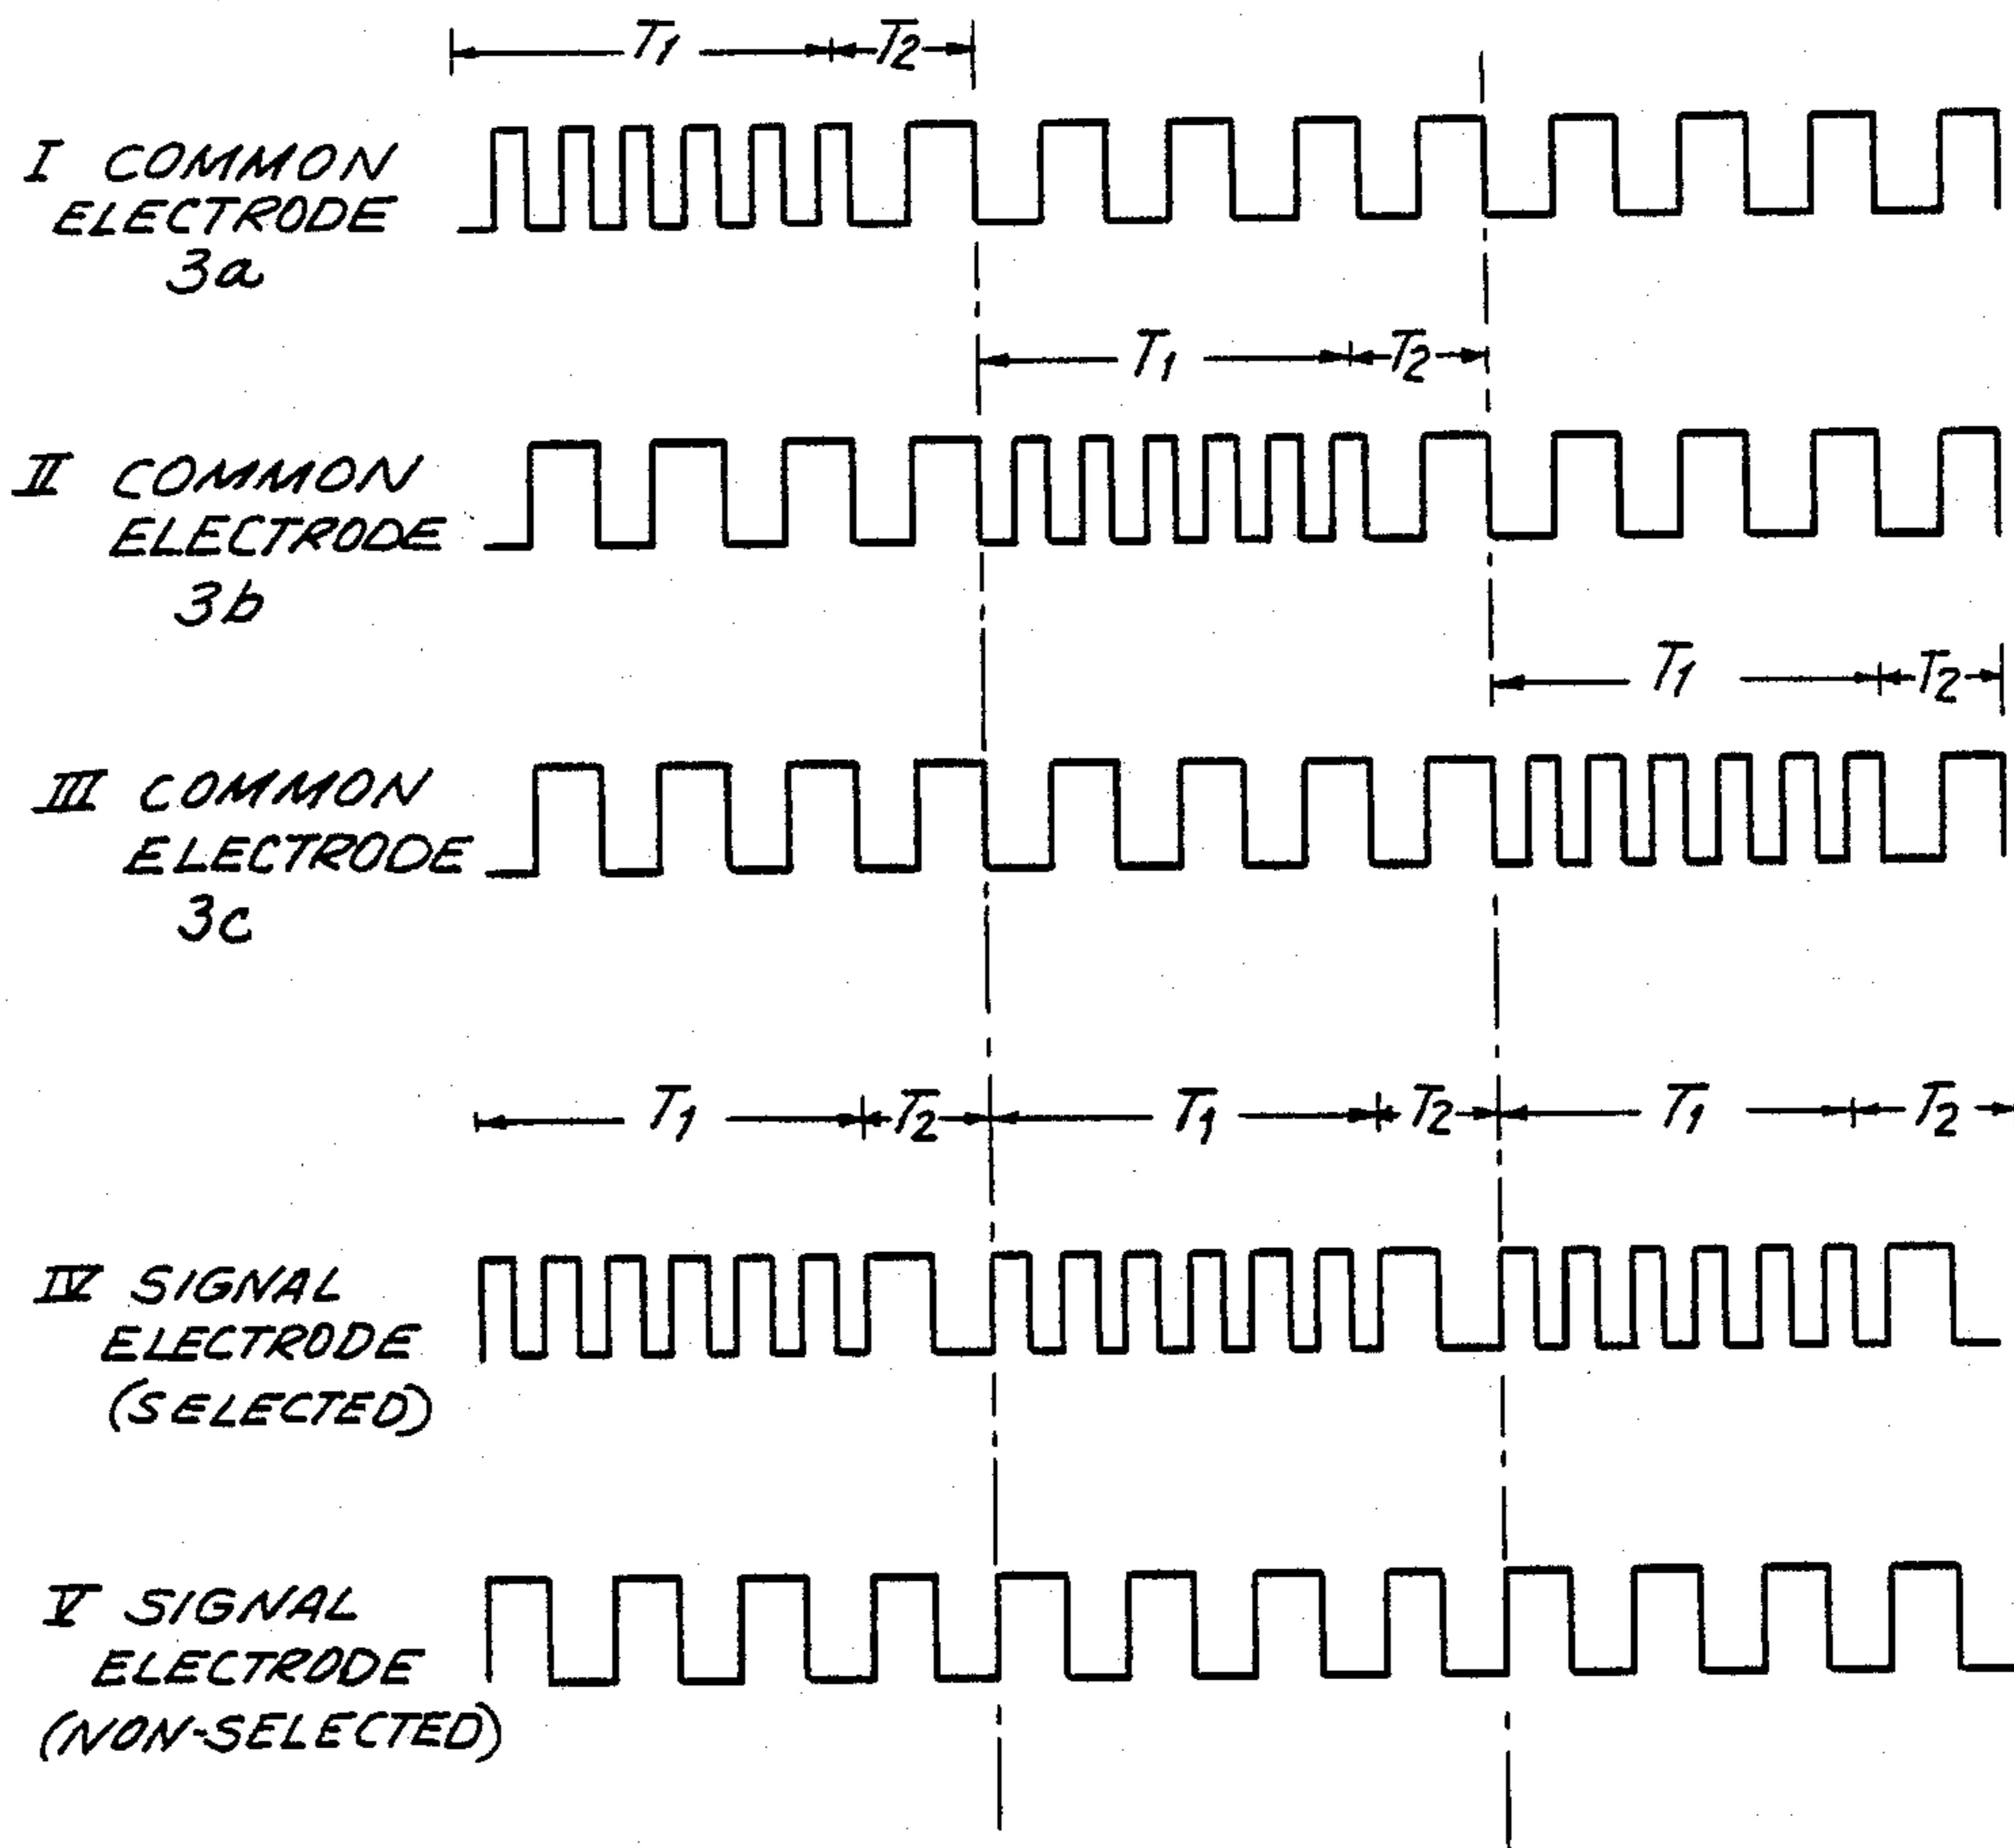 T1 T2
I COMMON
ELECTRODE
3a
T1 T2
II COMMON
ELECTRODE
3b
T1 T2
III COMMON
ELECTRODE
3c
T1 T2 T1 T2 T1 T2
IV SIGNAL
ELECTRODE
(SELECTED)
V SIGNAL
ELECTRODE
(NON-SELECTED)